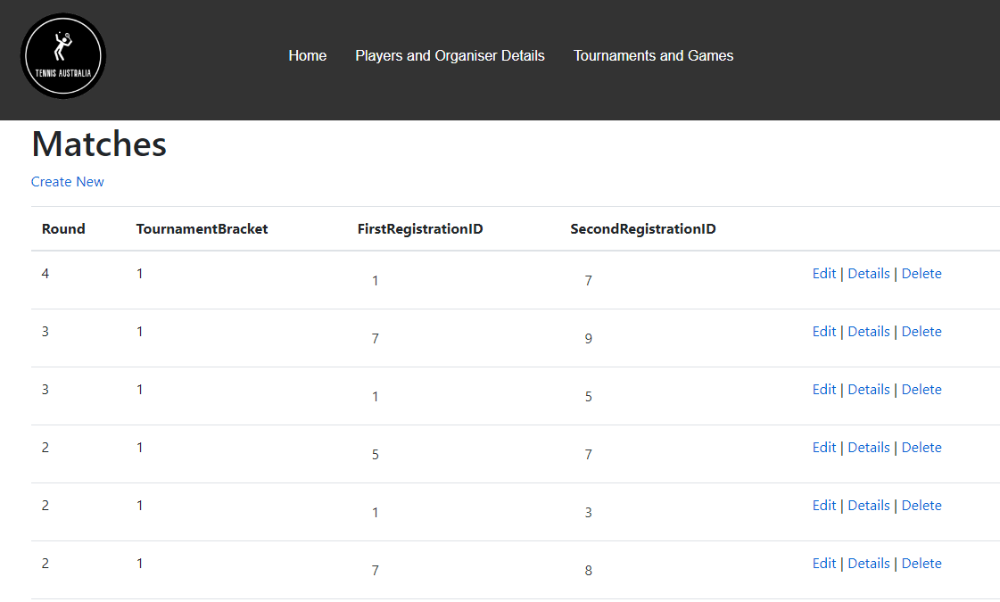 TENNIS AUSTRALIA
Home Players and Organiser Details Tournaments and Games
Matches
Create New
Round TournamentBracket FirstRegistrationID SecondRegistrationID
4 1 1 7 Edit | Details | Delete
3 1 7 9 Edit | Details | Delete
3 1 1 5 Edit | Details | Delete
2 1 5 7 Edit | Details | Delete
2 1 1 3 Edit | Details | Delete
2 1 7 8 Edit | Details | Delete